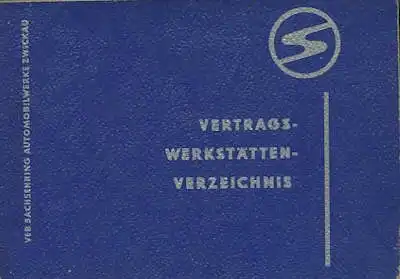 VEB SACHSENRING AUTOMOBILWERKE ZWICKAU
VERTRAGS-
WERKSTÄTTEN-
VERZEICHNIS